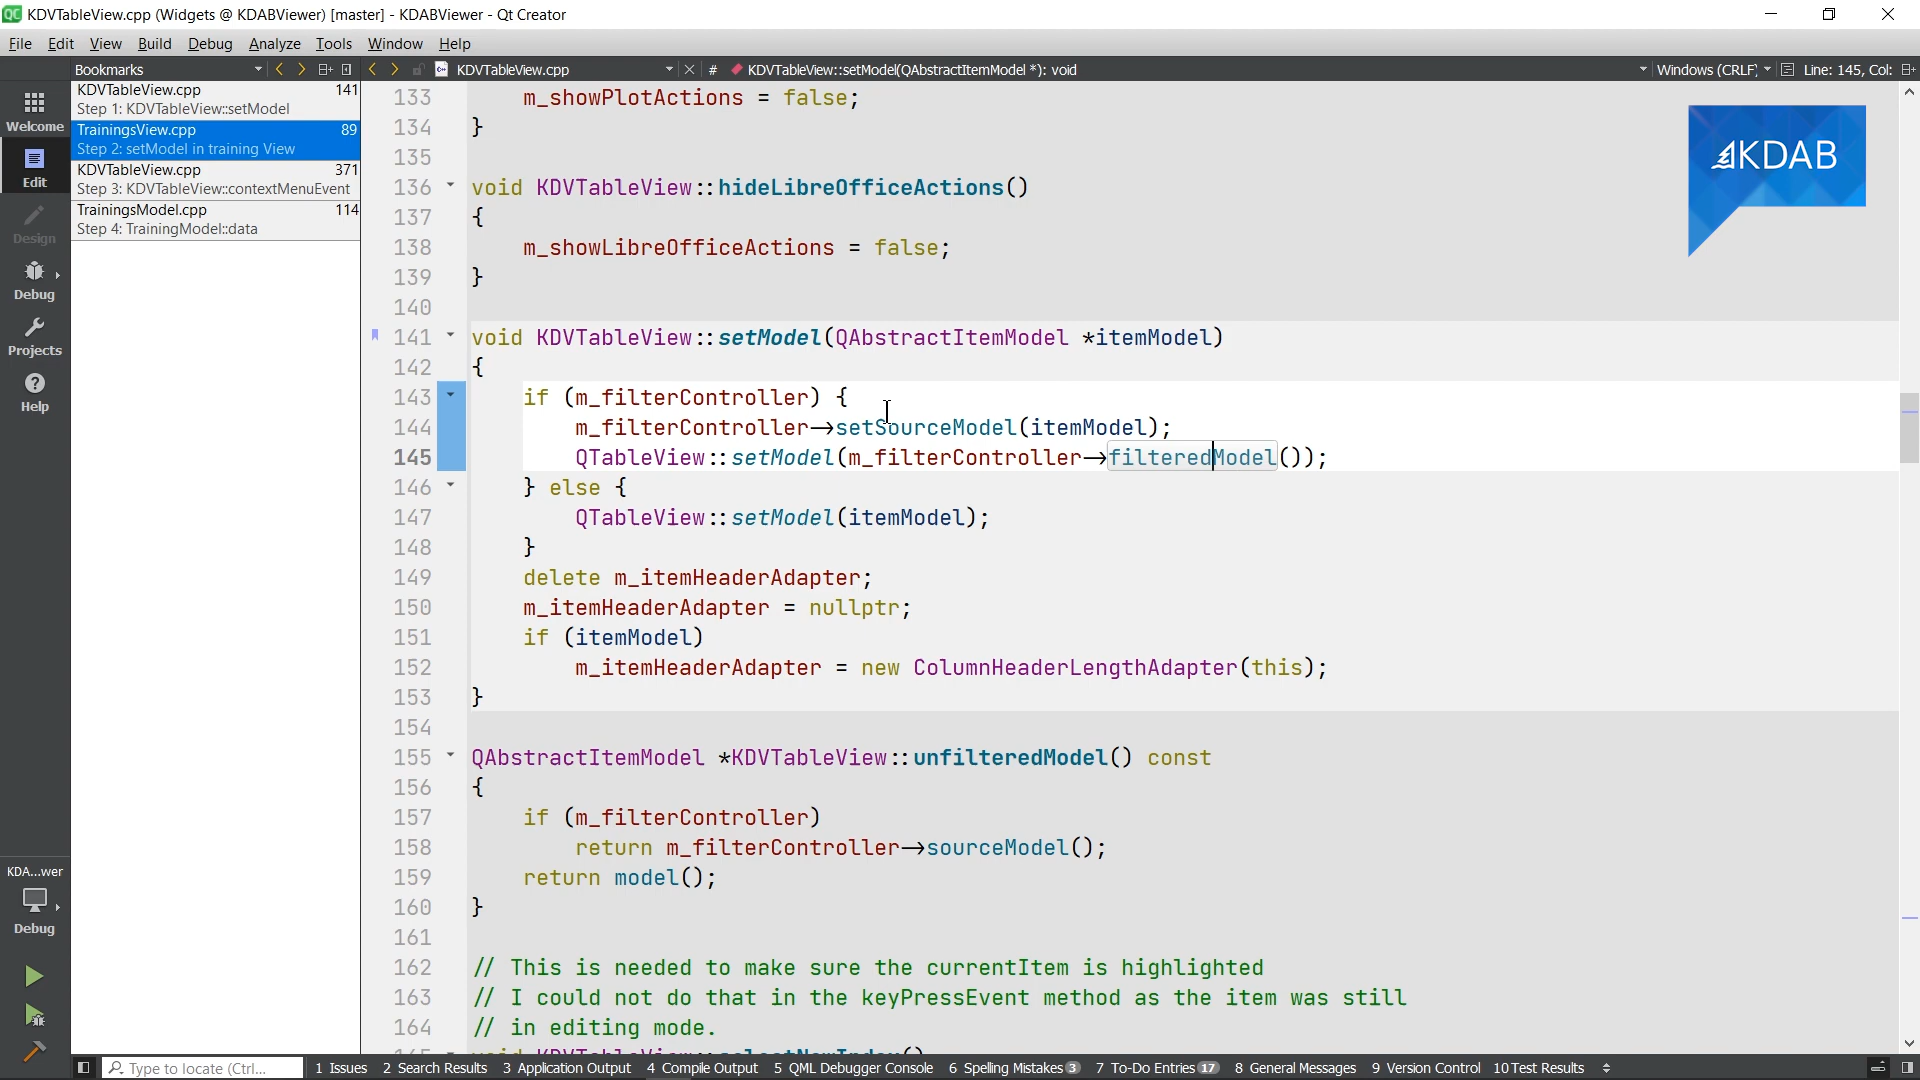 KDVTableView.cpp (Widgets @ KDABViewer) [master] - KDABViewer - Qt Creator
File Edit View Build Debug Analyze Tools Window Help
Bookmarks
KDVTableView.cpp
# KDVTableView::setModel(QAbstractItemModel *): void
Windows (CRLF) Line: 145, Col:
KDVTableView.cpp 141
Step 1: KDVTableView::setModel
TrainingsView.cpp 89
Step 2: setModel in training View
KDVTableView.cpp 371
Step 3: KDVTableView::contextMenuEvent
TrainingsModel.cpp 114
Step 4: TrainingModel::data
Welcome
Edit
Design
Debug
Projects
Help
KDA...wer
Debug
133 m_showPlotActions = false;
134 }
135
136 void KDVTableView::hideLibreOfficeActions()
137 {
138 m_showLibreOfficeActions = false;
139 }
140
141 void KDVTableView::setModel(QAbstractItemModel *itemModel)
142 {
143 if (m_filterController) {
144 m_filterController→setSourceModel(itemModel);
145 QTableView::setModel(m_filterController→filteredModel());
146 } else {
147 QTableView::setModel(itemModel);
148 }
149 delete m_itemHeaderAdapter;
150 m_itemHeaderAdapter = nullptr;
151 if (itemModel)
152 m_itemHeaderAdapter = new ColumnHeaderLengthAdapter(this);
153 }
154
155 QAbstractItemModel *KDVTableView::unfilteredModel() const
156 {
157 if (m_filterController)
158 return m_filterController→sourceModel();
159 return model();
160 }
161
162 // This is needed to make sure the currentItem is highlighted
163 // I could not do that in the keyPressEvent method as the item was still
164 // in editing mode.
KDAB
Type to locate (Ctrl... 1 Issues 2 Search Results 3 Application Output 4 Compile Output 5 QML Debugger Console 6 Spelling Mistakes 3 7 To-Do Entries 17 8 General Messages 9 Version Control 10 Test Results